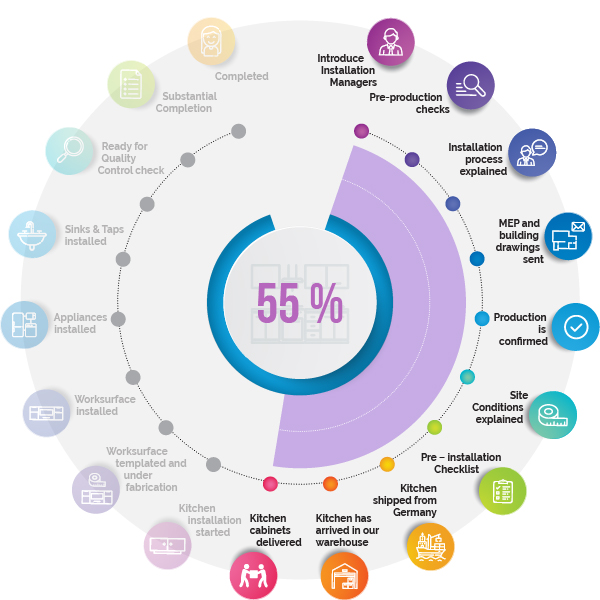 Introduce
Installation
Managers
Pre-production
checks
Installation
process
explained
MEP and
building
drawings
sent
Production
is
confirmed
Site
Conditions
explained
Pre – installation
Checklist
Kitchen
shipped from
Germany
Kitchen has
arrived in our
warehouse
Kitchen
cabinets
delivered
Kitchen
installation
started
Worksurface
templated and
under
fabrication
Worksurface
installed
Appliances
installed
Sinks & Taps
installed
Ready for
Quality
Control check
Substantial
Completion
Completed
55 %